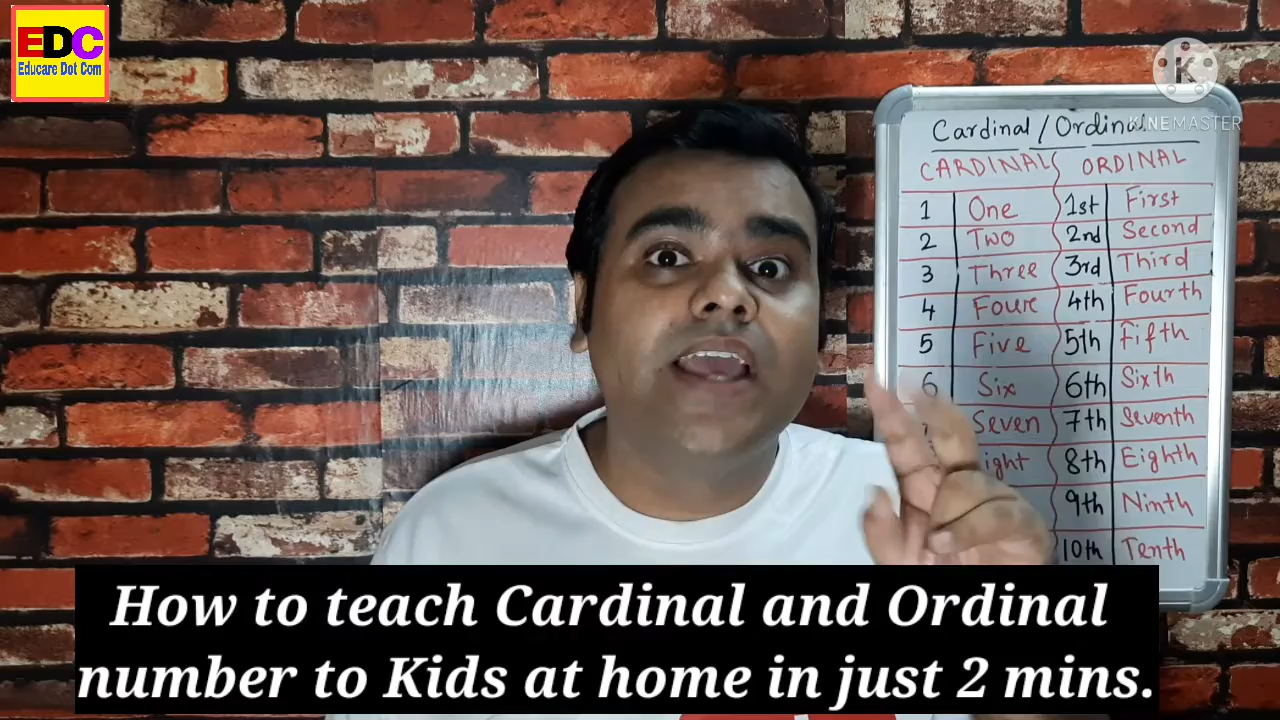 EDC
Educare Dot Com
KINEMASTER
Cardinal / Ordinal
CARDINAL ORDINAL
1 One 1st First
2 Two 2nd Second
3 Three 3rd Third
4 Four 4th Fourth
5 Five 5th Fifth
6 Six 6th Sixth
Seven 7th Seventh
ight 8th Eighth
9th Ninth
10th Tenth
How to teach Cardinal and Ordinal
number to Kids at home in just 2 mins.